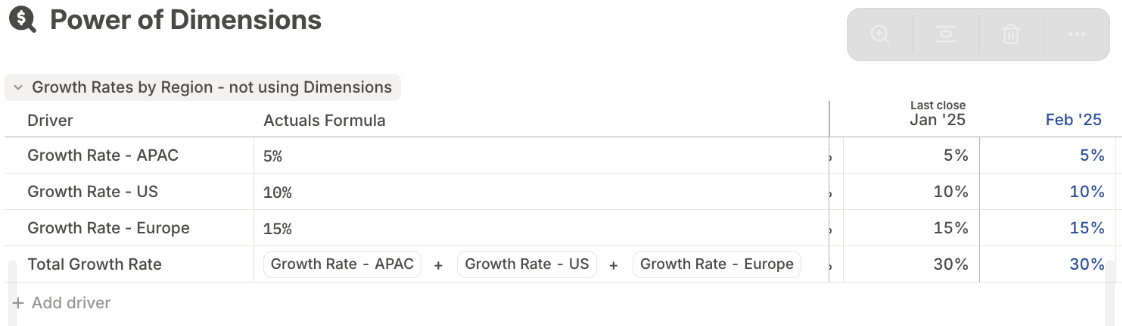 Power of Dimensions
Growth Rates by Region - not using Dimensions
Driver Actuals Formula Last close Jan '25 Feb '25
Growth Rate - APAC 5% 5% 5%
Growth Rate - US 10% 10% 10%
Growth Rate - Europe 15% 15% 15%
Total Growth Rate Growth Rate - APAC + Growth Rate - US + Growth Rate - Europe 30% 30%
+ Add driver